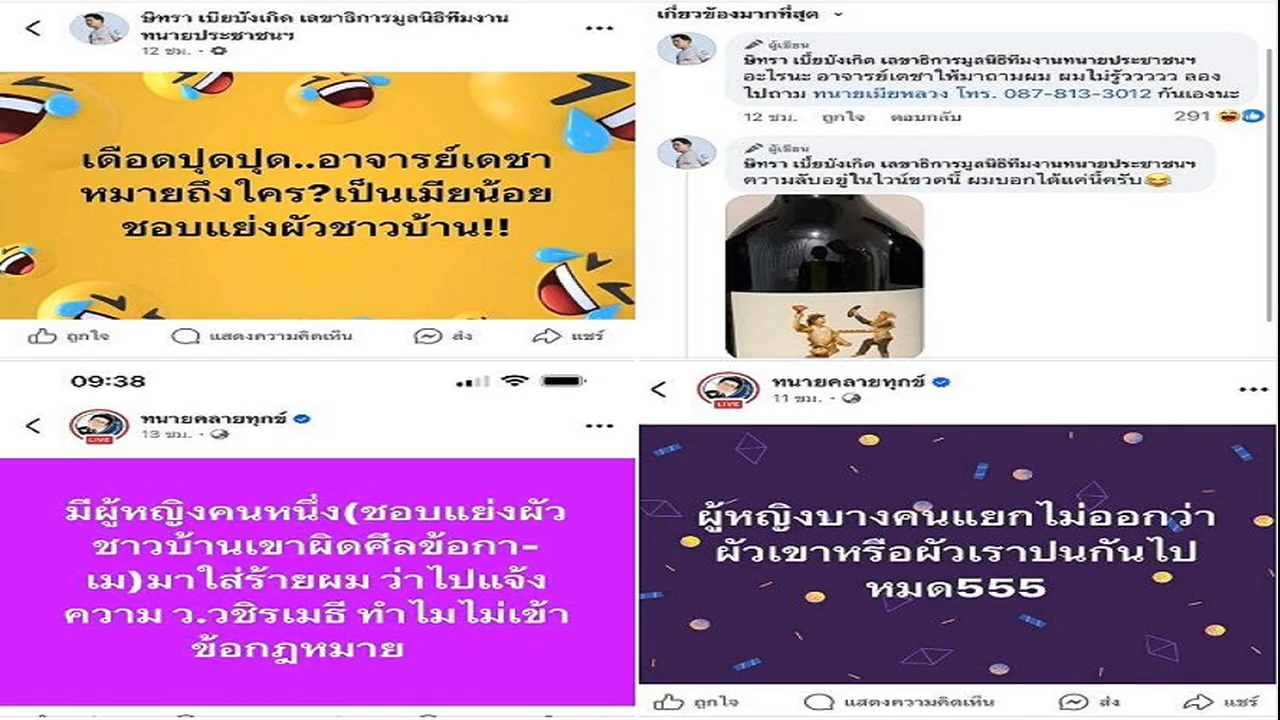 ษิทรา เบี้ยบังเกิด เลขาธิการมูลนิธิทีมงาน
ทนายประชาชนฯ
12 ชม.
เดือดปุดปุด..อาจารย์เดชา
หมายถึงใคร?เป็นเมียน้อย
ชอบแย่งผัวชาวบ้าน!!
ถูกใจ แสดงความคิดเห็น ส่ง แชร์
เกี่ยวข้องมากที่สุด
ผู้เขียน
ษิทรา เบี้ยบังเกิด เลขาธิการมูลนิธิทีมงานทนายประชาชนฯ
อะไรนะ อาจารย์เดชาให้มาถามผม ผมไม่รู้ววววว ลอง
ไปถาม ทนายเมียหลวง โทร. 087-813-3012 กันเองนะ
12 ชม. ถูกใจ ตอบกลับ 291
ผู้เขียน
ษิทรา เบี้ยบังเกิด เลขาธิการมูลนิธิทีมงานทนายประชาชนฯ
ความลับอยู่ในไวน์ขวดนี้ ผมบอกได้แค่นี้ครับ😂
09:38
ทนายคลายทุกข์
LIVE
13 ชม.
มีผู้หญิงคนหนึ่ง(ชอบแย่งผัว
ชาวบ้านเขาผิดศีลข้อกา-
เม)มาใส่ร้ายผม ว่าไปแจ้ง
ความ ว.วชิรเมธี ทำไมไม่เข้า
ข้อกฎหมาย
ทนายคลายทุกข์
LIVE
11 ชม.
ผู้หญิงบางคนแยกไม่ออกว่า
ผัวเขาหรือผัวเราปนกันไป
หมด555
ถูกใจ แสดงความคิดเห็น ส่ง แชร์